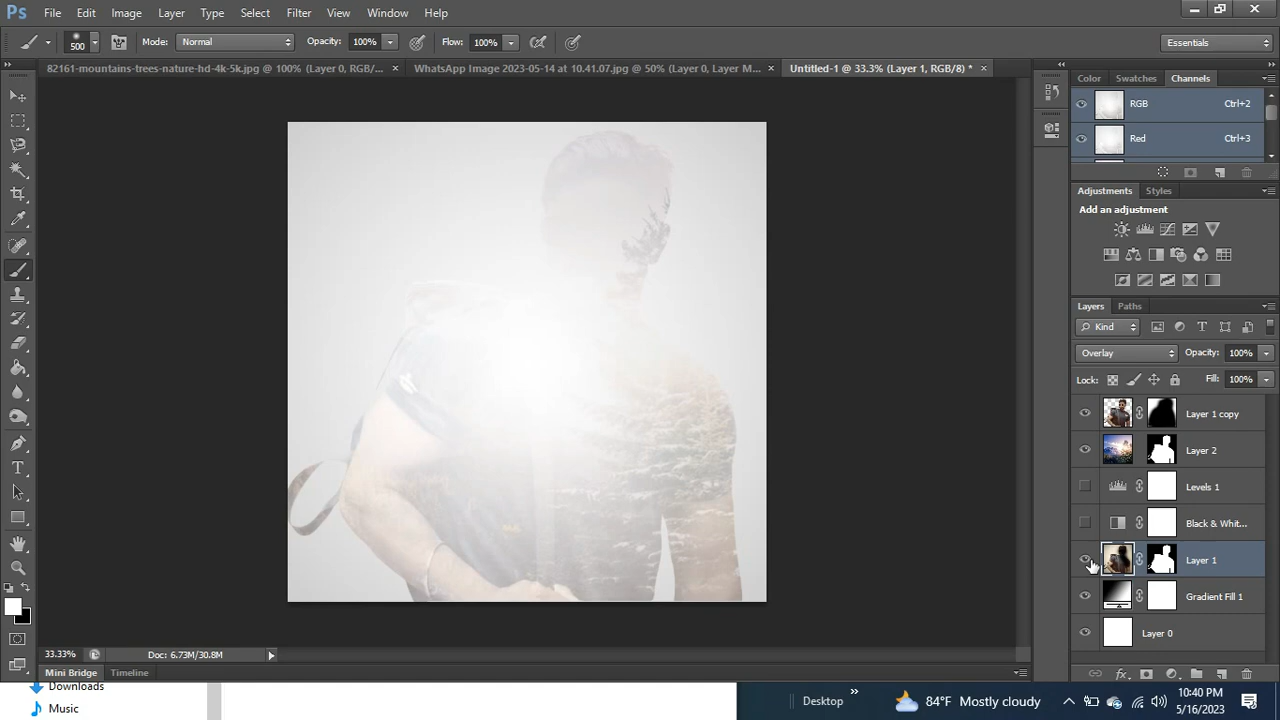 Ps File Edit Image Layer Type Select Filter 3D View Window Help
500 Mode: Normal Opacity: 100% Flow: 100% Essentials
82161-mountains-trees-nature-hd-4k-5k.jpg @ 100% (Layer 0, RGB/... × WhatsApp Image 2023-05-14 at 10.41.07.jpg @ 50% (Layer 0, Layer M... × Untitled-1 @ 33.3% (Layer 1, RGB/8) * ×
Color Swatches Channels
RGB Ctrl+2
Red Ctrl+3
Adjustments Styles
Add an adjustment
Layers Paths
Kind
Overlay Opacity: 100%
Lock: Fill: 100%
Layer 1 copy
Layer 2
Levels 1
Black & Whit...
Layer 1
Gradient Fill 1
Layer 0
33.33% Doc: 6.73M/30.8M
Mini Bridge Timeline
Downloads
Music
Desktop » 84°F Mostly cloudy
10:40 PM
5/16/2023